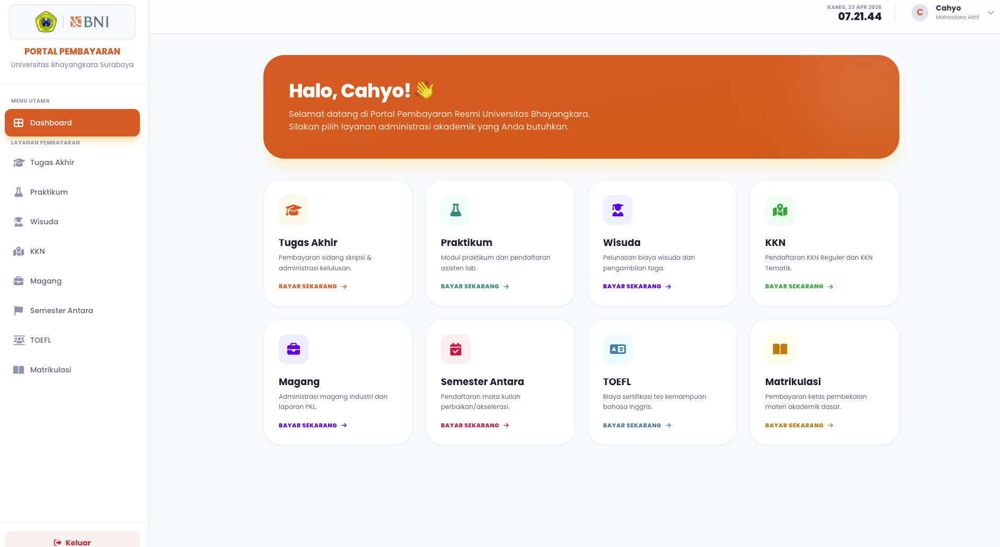 BNI
PORTAL PEMBAYARAN
Universitas Bhayangkara Surabaya
MENU UTAMA
Dashboard
LAYANAN PEMBAYARAN
Tugas Akhir
Praktikum
Wisuda
KKN
Magang
Semester Antara
TOEFL
Matrikulasi
Keluar
KAMIS, 23 APR 2026
07.21.44
C
Cahyo
Mahasiswa Aktif
Halo, Cahyo! 👋
Selamat datang di Portal Pembayaran Resmi Universitas Bhayangkara.
Silakan pilih layanan administrasi akademik yang Anda butuhkan.
Tugas Akhir
Pembayaran sidang skripsi &
administrasi kelulusan.
BAYAR SEKARANG →
Praktikum
Modul praktikum dan pendaftaran
asisten lab.
BAYAR SEKARANG →
Wisuda
Pelunasan biaya wisuda dan
pengambilan toga.
BAYAR SEKARANG →
KKN
Pendaftaran KKN Reguler dan KKN
Tematik.
BAYAR SEKARANG →
Magang
Administrasi magang industri dan
laporan PKL.
BAYAR SEKARANG →
Semester Antara
Pendaftaran mata kuliah
perbaikan/akselerasi.
BAYAR SEKARANG →
TOEFL
Biaya sertifikasi tes kemampuan
bahasa Inggris.
BAYAR SEKARANG →
Matrikulasi
Pembayaran kelas pembekalan
materi akademik dasar.
BAYAR SEKARANG →